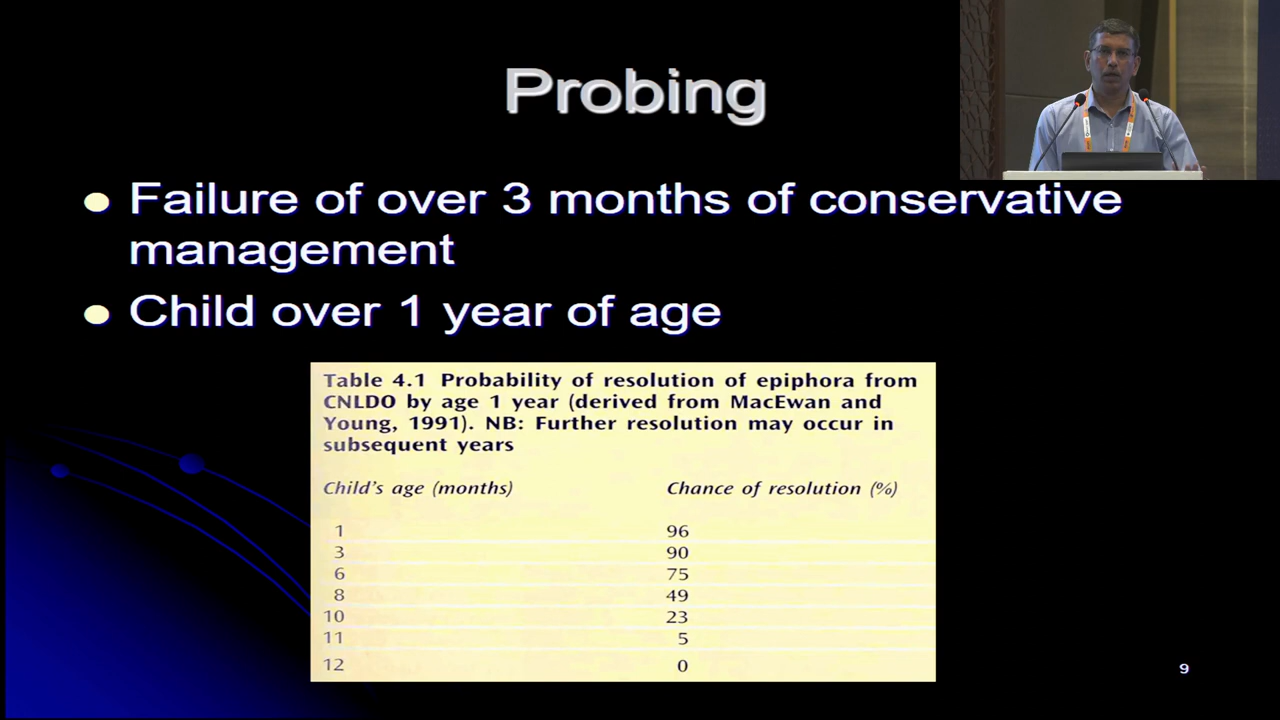 Probing
Failure of over 3 months of conservative
management
Child over 1 year of age
Table 4.1 Probability of resolution of epiphora from
CNLDO by age 1 year (derived from MacEwan and
Young, 1991). NB: Further resolution may occur in
subsequent years
Child's age (months) Chance of resolution (%)
1 96
3 90
6 75
8 49
10 23
11 5
12 0
9